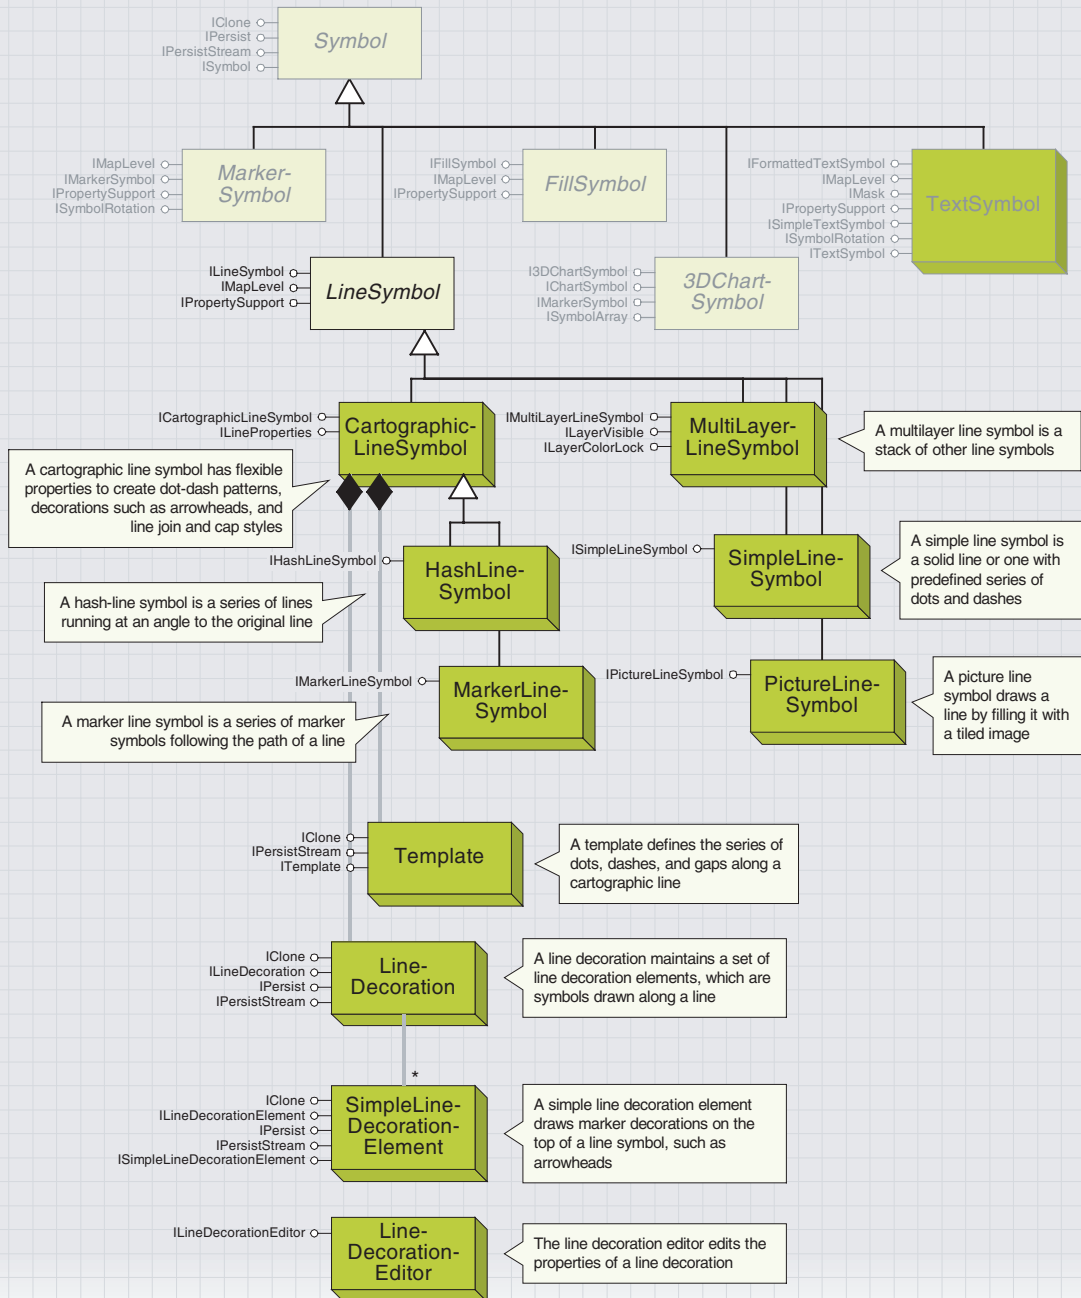 IClone
IPersist
IPersistStream
ISymbol
Symbol
IMapLevel
IMarkerSymbol
IPropertySupport
ISymbolRotation
Marker-
Symbol
IFillSymbol
IMapLevel
IPropertySupport
FillSymbol
IFormattedTextSymbol
IMapLevel
IMask
IPropertySupport
ISimpleTextSymbol
ISymbolRotation
ITextSymbol
TextSymbol
ILineSymbol
IMapLevel
IPropertySupport
LineSymbol
I3DChartSymbol
IChartSymbol
IMarkerSymbol
ISymbolArray
3DChart-
Symbol
ICartographicLineSymbol
ILineProperties
Cartographic-
LineSymbol
IMultiLayerLineSymbol
ILayerVisible
ILayerColorLock
MultiLayer-
LineSymbol
A multilayer line symbol is a
stack of other line symbols
A cartographic line symbol has flexible
properties to create dot-dash patterns,
decorations such as arrowheads, and
line join and cap styles
IHashLineSymbol
HashLine-
Symbol
ISimpleLineSymbol
SimpleLine-
Symbol
A simple line symbol is
a solid line or one with
predefined series of
dots and dashes
A hash-line symbol is a series of lines
running at an angle to the original line
IMarkerLineSymbol
MarkerLine-
Symbol
IPictureLineSymbol
PictureLine-
Symbol
A picture line
symbol draws a
line by filling it with
a tiled image
A marker line symbol is a series of marker
symbols following the path of a line
IClone
IPersistStream
ITemplate
Template
A template defines the series of
dots, dashes, and gaps along a
cartographic line
IClone
ILineDecoration
IPersist
IPersistStream
Line-
Decoration
A line decoration maintains a set of
line decoration elements, which are
symbols drawn along a line
*
IClone
ILineDecorationElement
IPersist
IPersistStream
ISimpleLineDecorationElement
SimpleLine-
Decoration-
Element
A simple line decoration element
draws marker decorations on the
top of a line symbol, such as
arrowheads
ILineDecorationEditor
Line-
Decoration-
Editor
The line decoration editor edits the
properties of a line decoration